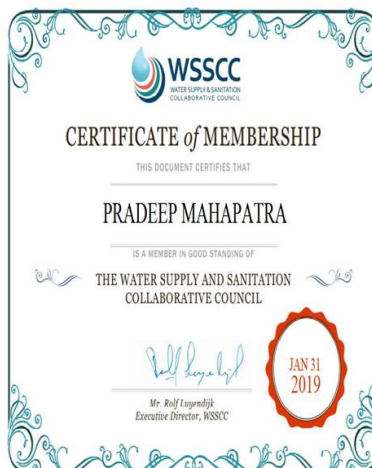 WSSCC
WATER SUPPLY & SANITATION
COLLABORATIVE COUNCIL
CERTIFICATE of MEMBERSHIP
THIS DOCUMENT CERTIFIES THAT
PRADEEP MAHAPATRA
IS A MEMBER IN GOOD STANDING OF
THE WATER SUPPLY AND SANITATION
COLLABORATIVE COUNCIL
JAN 31
2019
Mr. Rolf Luyendijk
Executive Director, WSSCC